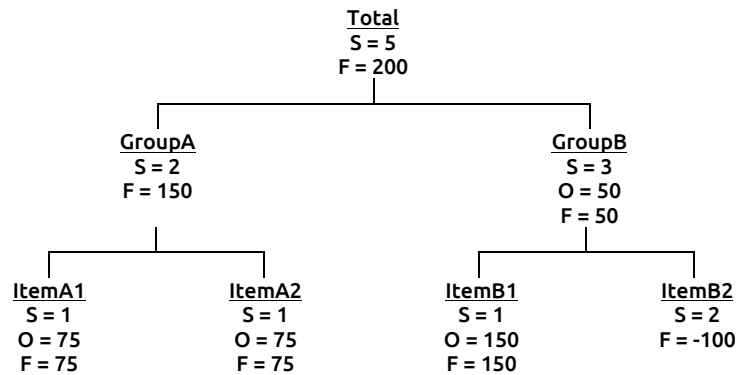 Total
S = 5
F = 200
GroupA
S = 2
F = 150
GroupB
S = 3
O = 50
F = 50
ItemA1
S = 1
O = 75
F = 75
ItemA2
S = 1
O = 75
F = 75
ItemB1
S = 1
O = 150
F = 150
ItemB2
S = 2
F = -100